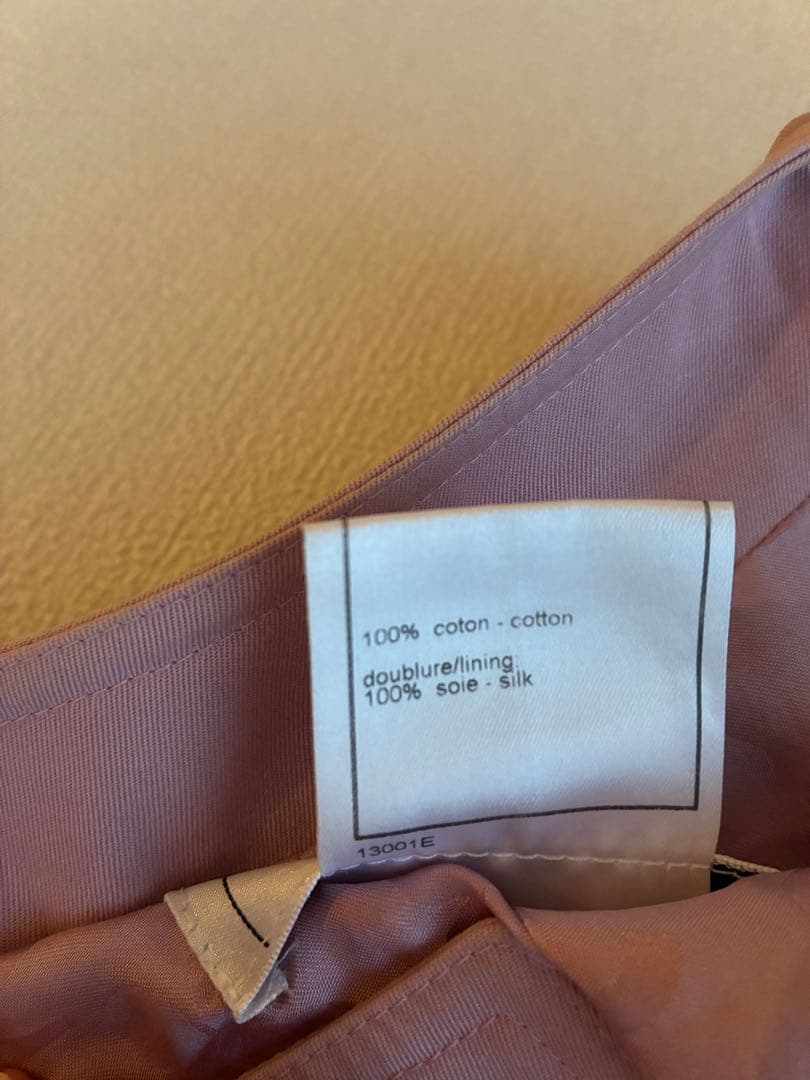 100% coton - cotton
doublure/lining:
100% soie - silk
13001E